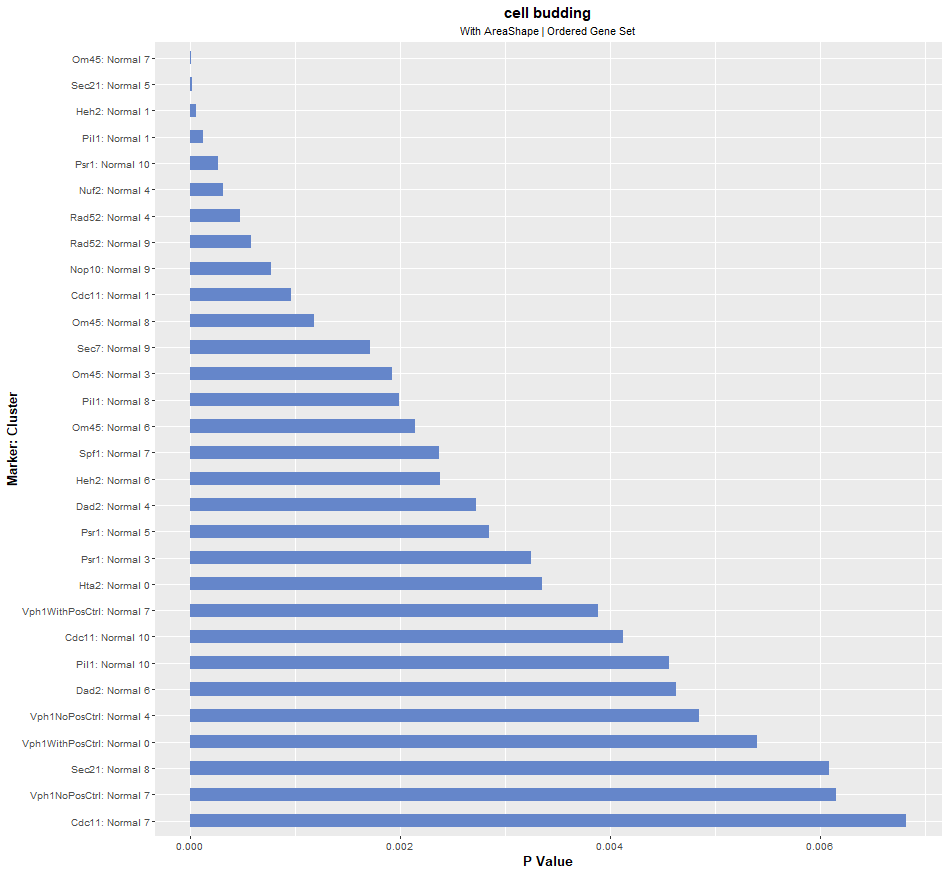 cell budding
With AreaShape | Ordered Gene Set
Marker: Cluster
Om45: Normal 7
Sec21: Normal 5
Heh2: Normal 1
Pil1: Normal 1
Psr1: Normal 10
Nuf2: Normal 4
Rad52: Normal 4
Rad52: Normal 9
Nop10: Normal 9
Cdc11: Normal 1
Om45: Normal 8
Sec7: Normal 9
Om45: Normal 3
Pil1: Normal 8
Om45: Normal 6
Spf1: Normal 7
Heh2: Normal 6
Dad2: Normal 4
Psr1: Normal 5
Psr1: Normal 3
Hta2: Normal 0
Vph1WithPosCtrl: Normal 7
Cdc11: Normal 10
Pil1: Normal 10
Dad2: Normal 6
Vph1NoPosCtrl: Normal 4
Vph1WithPosCtrl: Normal 0
Sec21: Normal 8
Vph1NoPosCtrl: Normal 7
Cdc11: Normal 7
0.000 0.002 0.004 0.006
P Value